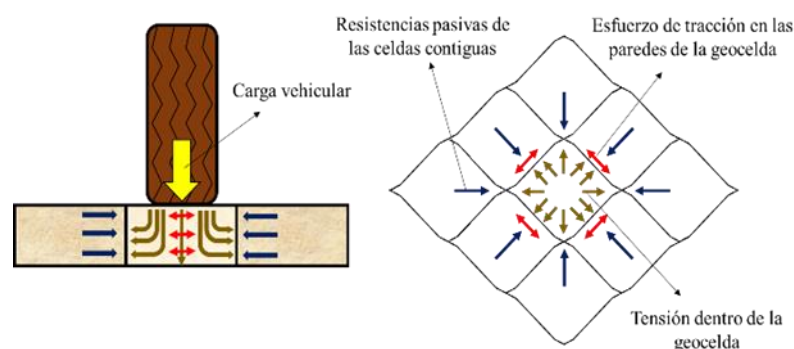 Carga vehicular
Resistencias pasivas de
las celdas contiguas
Esfuerzo de tracción en las
paredes de la geocelda
Tensión dentro de la
geocelda